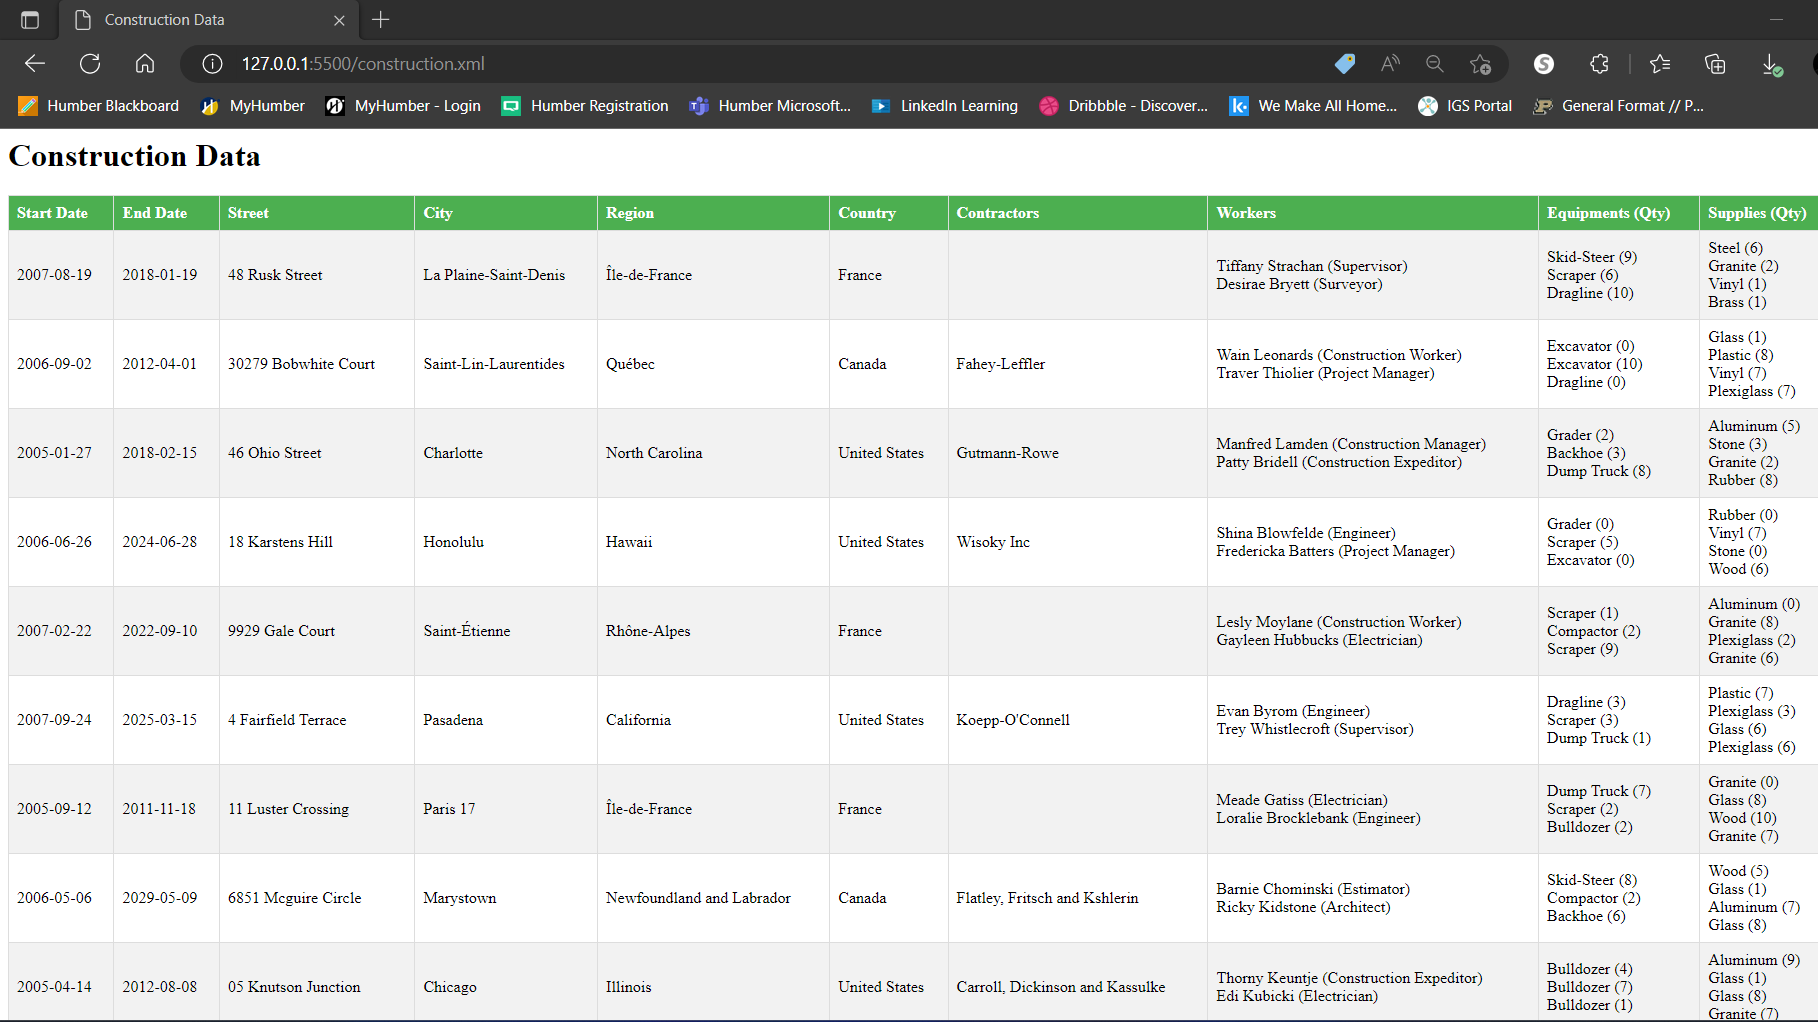 Construction Data
127.0.0.1:5500/construction.xml
Humber Blackboard MyHumber MyHumber - Login Humber Registration Humber Microsoft... LinkedIn Learning Dribbble - Discover... We Make All Home... IGS Portal General Format // P...
Construction Data
Start Date End Date Street City Region Country Contractors Workers Equipments (Qty) Supplies (Qty)
2007-08-19 2018-01-19 48 Rusk Street La Plaine-Saint-Denis Île-de-France France
Tiffany Strachan (Supervisor)
Desirae Bryett (Surveyor)
Skid-Steer (9)
Scraper (6)
Dragline (10)
Steel (6)
Granite (2)
Vinyl (1)
Brass (1)
2006-09-02 2012-04-01 30279 Bobwhite Court Saint-Lin-Laurentides Québec Canada Fahey-Leffler
Wain Leonards (Construction Worker)
Traver Thiolier (Project Manager)
Excavator (0)
Excavator (10)
Dragline (0)
Glass (1)
Plastic (8)
Vinyl (7)
Plexiglass (7)
2005-01-27 2018-02-15 46 Ohio Street Charlotte North Carolina United States Gutmann-Rowe
Manfred Lamden (Construction Manager)
Patty Bridell (Construction Expeditor)
Grader (2)
Backhoe (3)
Dump Truck (8)
Aluminum (5)
Stone (3)
Granite (2)
Rubber (8)
2006-06-26 2024-06-28 18 Karstens Hill Honolulu Hawaii United States Wisoky Inc
Shina Blowfelde (Engineer)
Fredericka Batters (Project Manager)
Grader (0)
Scraper (5)
Excavator (0)
Rubber (0)
Vinyl (7)
Stone (0)
Wood (6)
2007-02-22 2022-09-10 9929 Gale Court Saint-Étienne Rhône-Alpes France
Lesly Moylane (Construction Worker)
Gayleen Hubbucks (Electrician)
Scraper (1)
Compactor (2)
Scraper (9)
Aluminum (0)
Granite (8)
Plexiglass (2)
Granite (6)
2007-09-24 2025-03-15 4 Fairfield Terrace Pasadena California United States Koepp-O'Connell
Evan Byrom (Engineer)
Trey Whistlecroft (Supervisor)
Dragline (3)
Scraper (3)
Dump Truck (1)
Plastic (7)
Plexiglass (3)
Glass (6)
Plexiglass (6)
2005-09-12 2011-11-18 11 Luster Crossing Paris 17 Île-de-France France
Meade Gatiss (Electrician)
Loralie Brocklebank (Engineer)
Dump Truck (7)
Scraper (2)
Bulldozer (2)
Granite (0)
Glass (8)
Wood (10)
Granite (7)
2006-05-06 2029-05-09 6851 Mcguire Circle Marystown Newfoundland and Labrador Canada Flatley, Fritsch and Kshlerin
Barnie Chominski (Estimator)
Ricky Kidstone (Architect)
Skid-Steer (8)
Compactor (2)
Backhoe (6)
Wood (5)
Glass (1)
Aluminum (7)
Glass (8)
2005-04-14 2012-08-08 05 Knutson Junction Chicago Illinois United States Carroll, Dickinson and Kassulke
Thorny Keuntje (Construction Expeditor)
Edi Kubicki (Electrician)
Bulldozer (4)
Bulldozer (7)
Bulldozer (1)
Aluminum (9)
Glass (1)
Glass (8)
Granite (7)